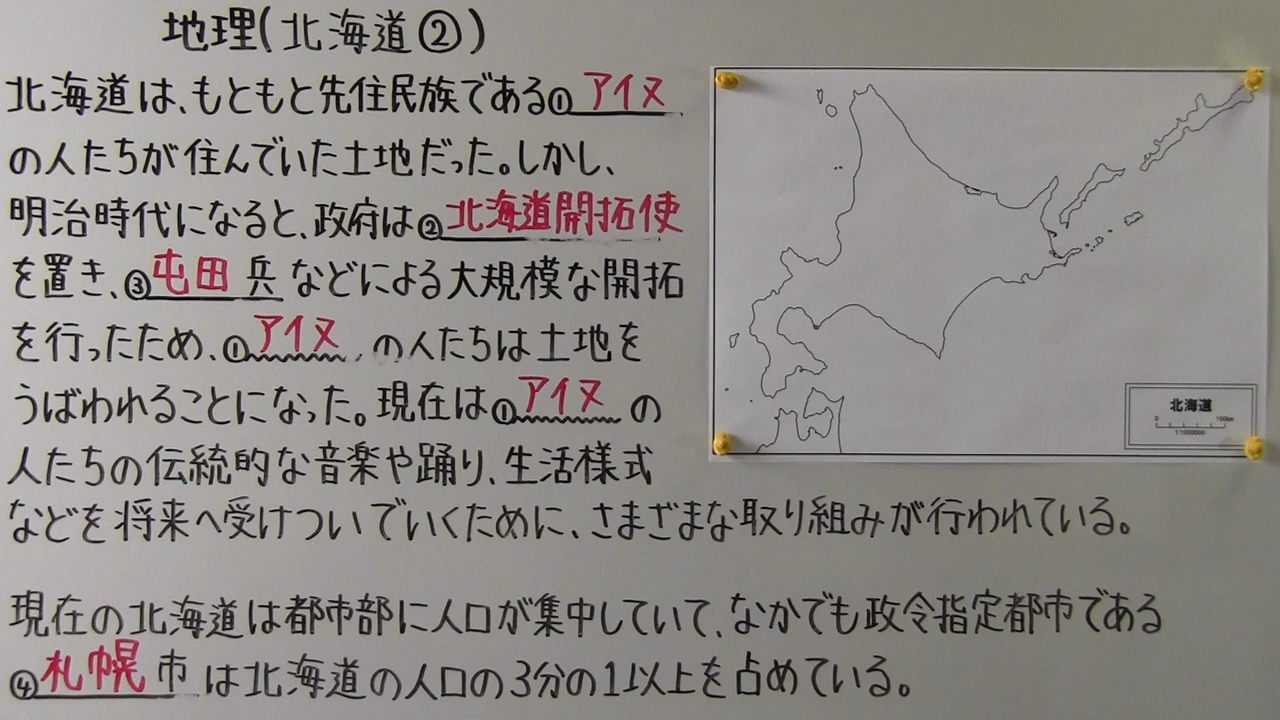 地理(北海道②)
北海道は、もともと先住民族である①アイヌ
の人たちが住んでいた土地だった。しかし、
明治時代になると、政府は②北海道開拓使
を置き、③屯田兵などによる大規模な開拓
を行ったため、①アイヌの人たちは土地を
うばわれることになった。現在は①アイヌの
人たちの伝統的な音楽や踊り、生活様式
などを将来へ受けついでいくために、さまざまな取り組みが行われている。
現在の北海道は都市部に人口が集中していて、なかでも政令指定都市である
④札幌市は北海道の人口の3分の1以上を占めている。
北海道
0 100km
1:1000000